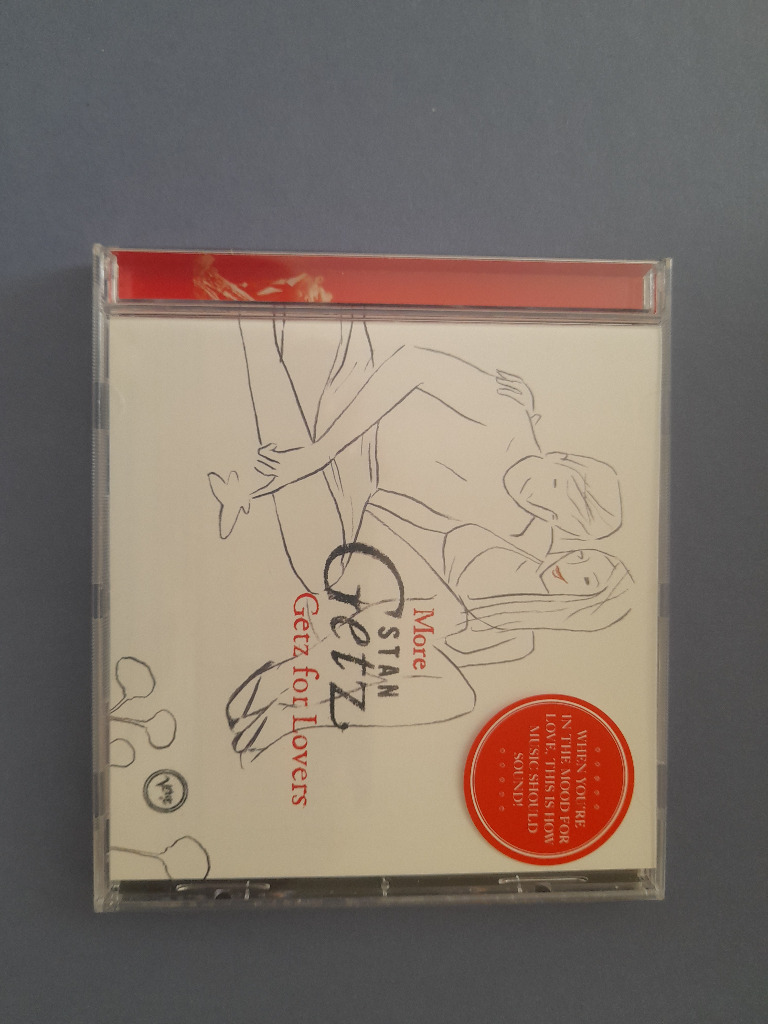 More
STAN
Getz
Getz for Lovers
WHEN YOU'RE
IN THE MOOD FOR
LOVE, THIS IS HOW
MUSIC SHOULD
SOUND!
Verve